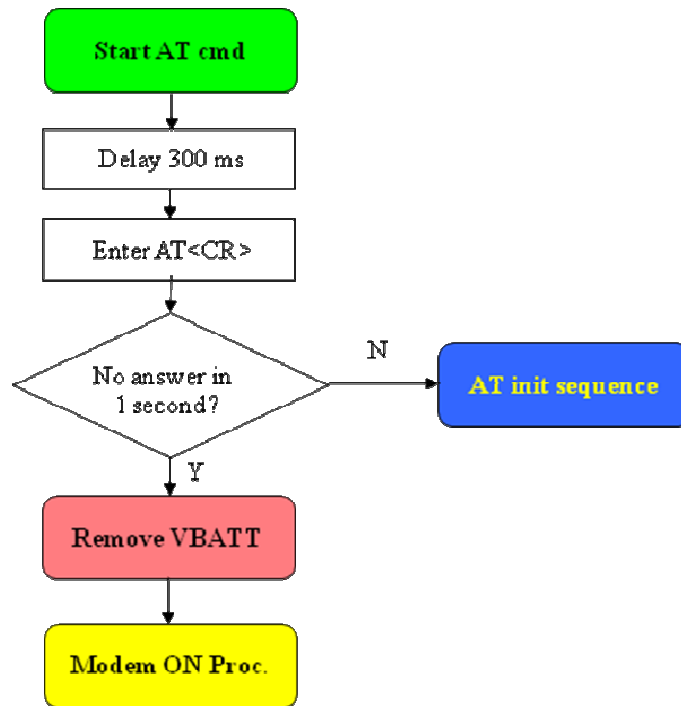 Start AT cmd
Delay 300 ms
Enter AT<CR>
No answer in
1 second?
N
AT init sequence
Y
Remove VBATT
Modem ON Proc.